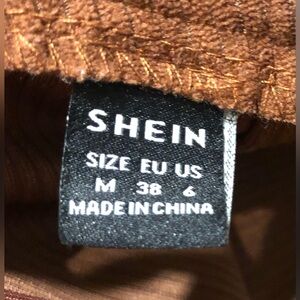 SHEIN
SIZE EU US
M 38 6
MADE IN CHINA